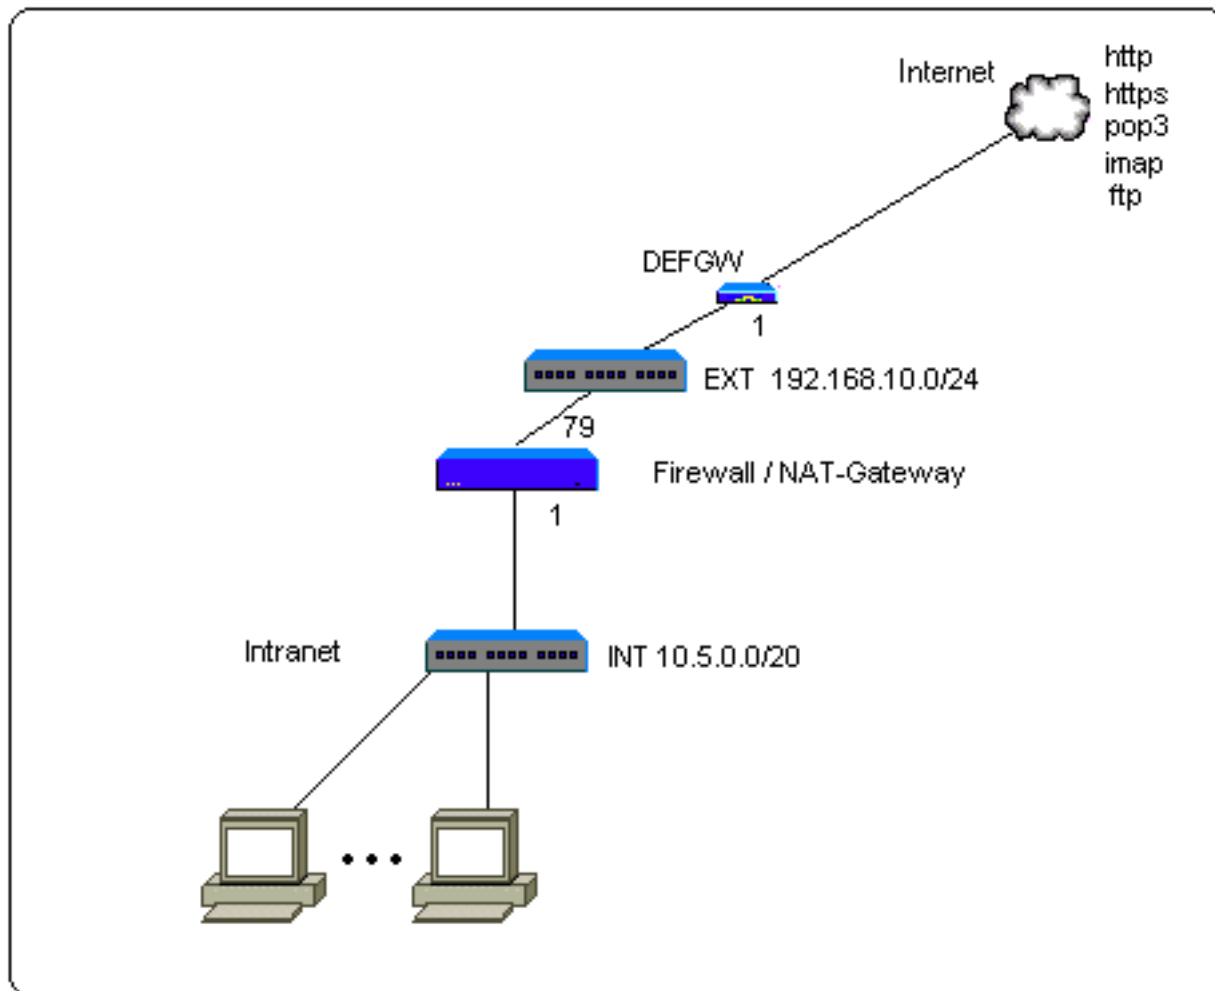 Internet
http
https
pop3
imap
ftp
DEFGW
1
EXT 192.168.10.0/24
79
Firewall / NAT-Gateway
1
Intranet
INT 10.5.0.0/20